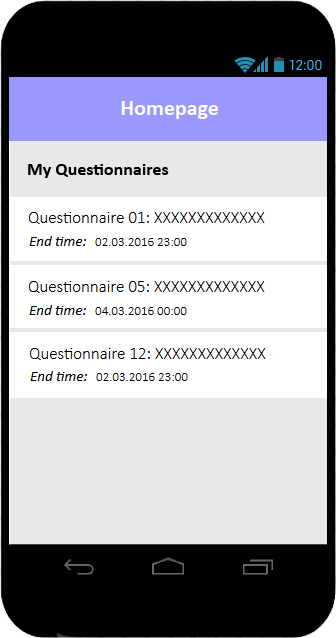 12:00
Homepage
My Questionnaires
Questionnaire 01: XXXXXXXXXXXXX
End time: 02.03.2016 23:00
Questionnaire 05: XXXXXXXXXXXXX
End time: 04.03.2016 00:00
Questionnaire 12: XXXXXXXXXXXXX
End time: 02.03.2016 23:00